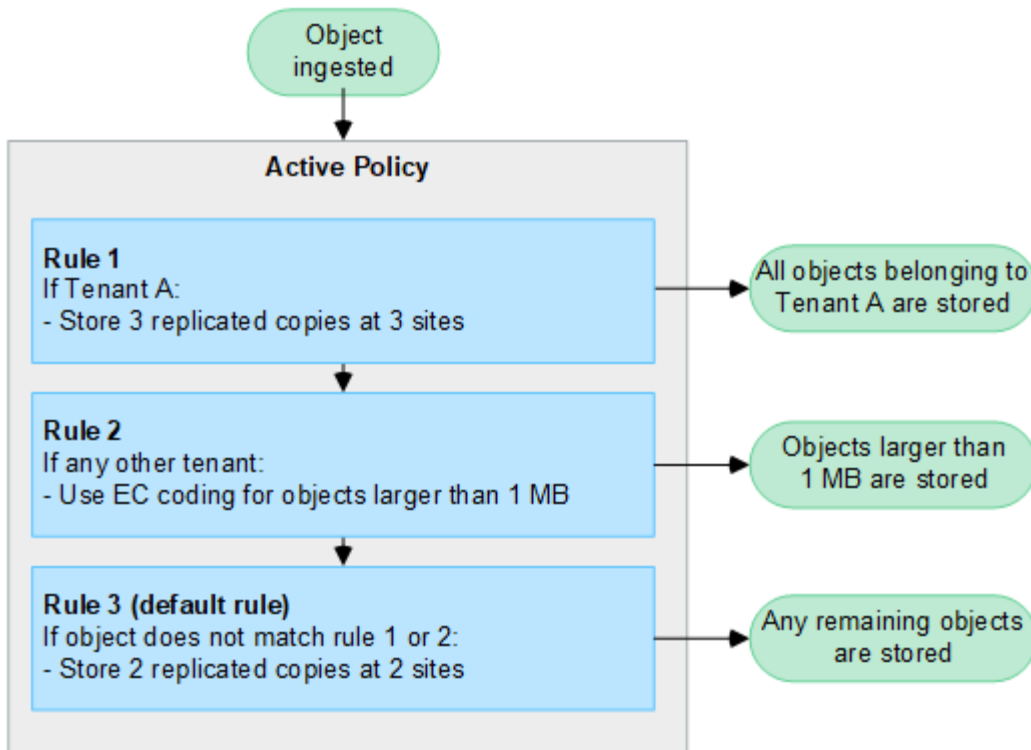 Object
ingested
Active Policy
Rule 1
If Tenant A:
- Store 3 replicated copies at 3 sites
All objects belonging to
Tenant A are stored
Rule 2
If any other tenant:
- Use EC coding for objects larger than 1 MB
Objects larger than
1 MB are stored
Rule 3 (default rule)
If object does not match rule 1 or 2:
- Store 2 replicated copies at 2 sites
Any remaining objects
are stored